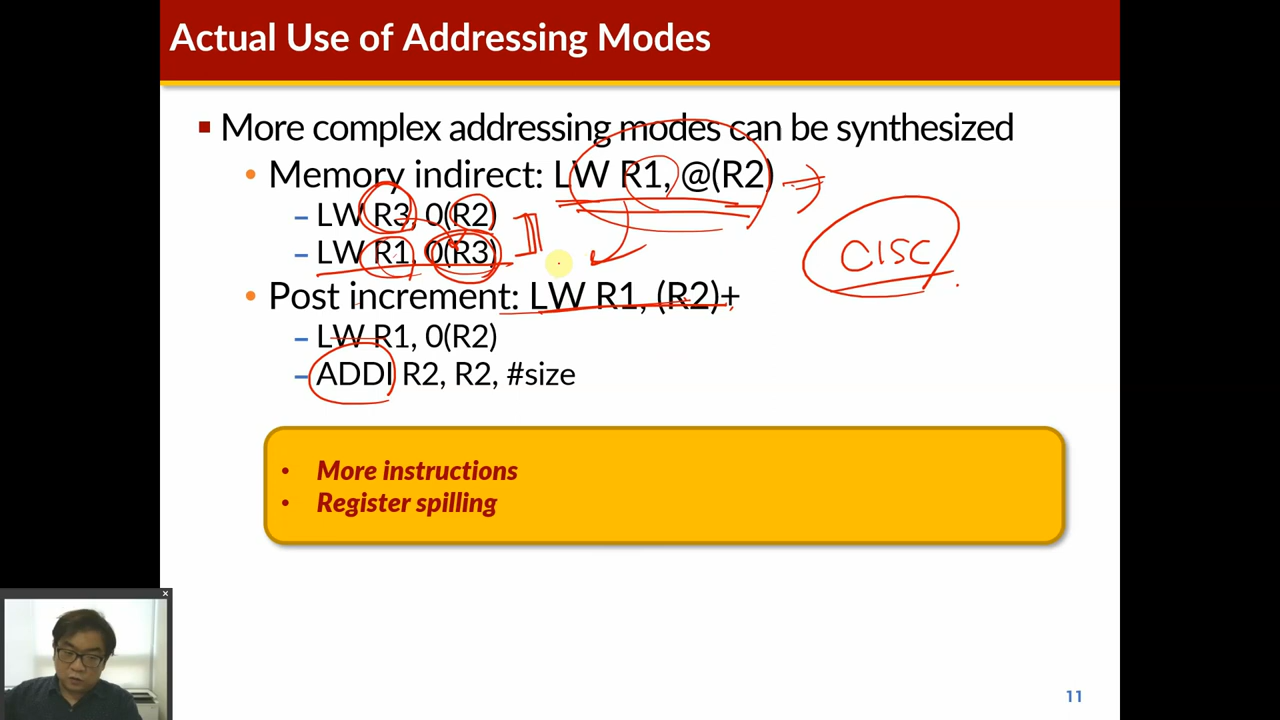 Actual Use of Addressing Modes
▪ More complex addressing modes can be synthesized
• Memory indirect: LW R1, @(R2)
– LW R3, 0(R2)
– LW R1, 0(R3)
CISC
• Post increment: LW R1, (R2)+
– LW R1, 0(R2)
– ADDI R2, R2, #size
• More instructions
• Register spilling
11